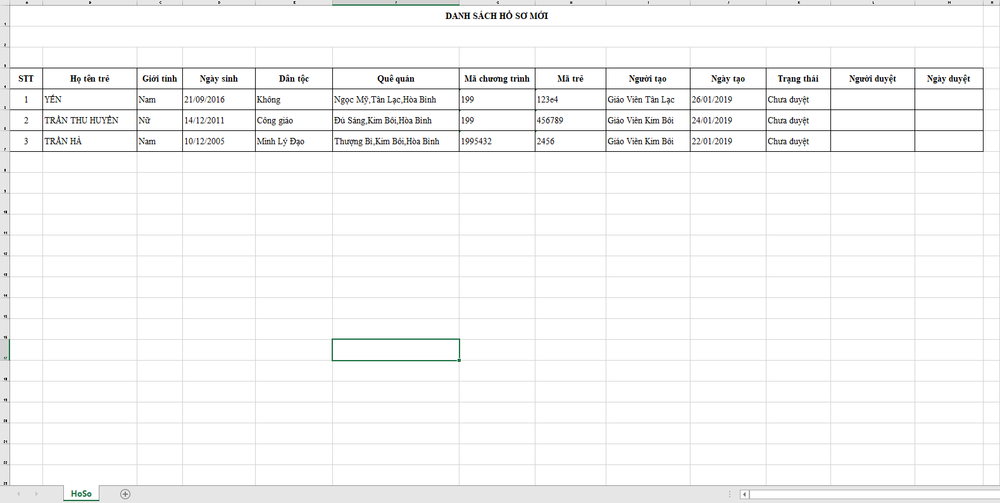 A B C D E F G H I J K L M N
DANH SÁCH HỒ SƠ MỚI
STT Họ tên trẻ Giới tính Ngày sinh Dân tộc Quê quán Mã chương trình Mã trẻ Người tạo Ngày tạo Trạng thái Người duyệt Ngày duyệt
1 YẾN Nam 21/09/2016 Không Ngọc Mỹ,Tân Lạc,Hòa Bình 199 123e4 Giáo Viên Tân Lạc 26/01/2019 Chưa duyệt
2 TRẦN THU HUYỀN Nữ 14/12/2011 Công giáo Đú Sáng,Kim Bôi,Hòa Bình 199 456789 Giáo Viên Kim Bôi 24/01/2019 Chưa duyệt
3 TRẦN HÀ Nam 10/12/2005 Minh Lý Đạo Thượng Bì,Kim Bôi,Hòa Bình 1995432 2456 Giáo Viên Kim Bôi 22/01/2019 Chưa duyệt
HoSo